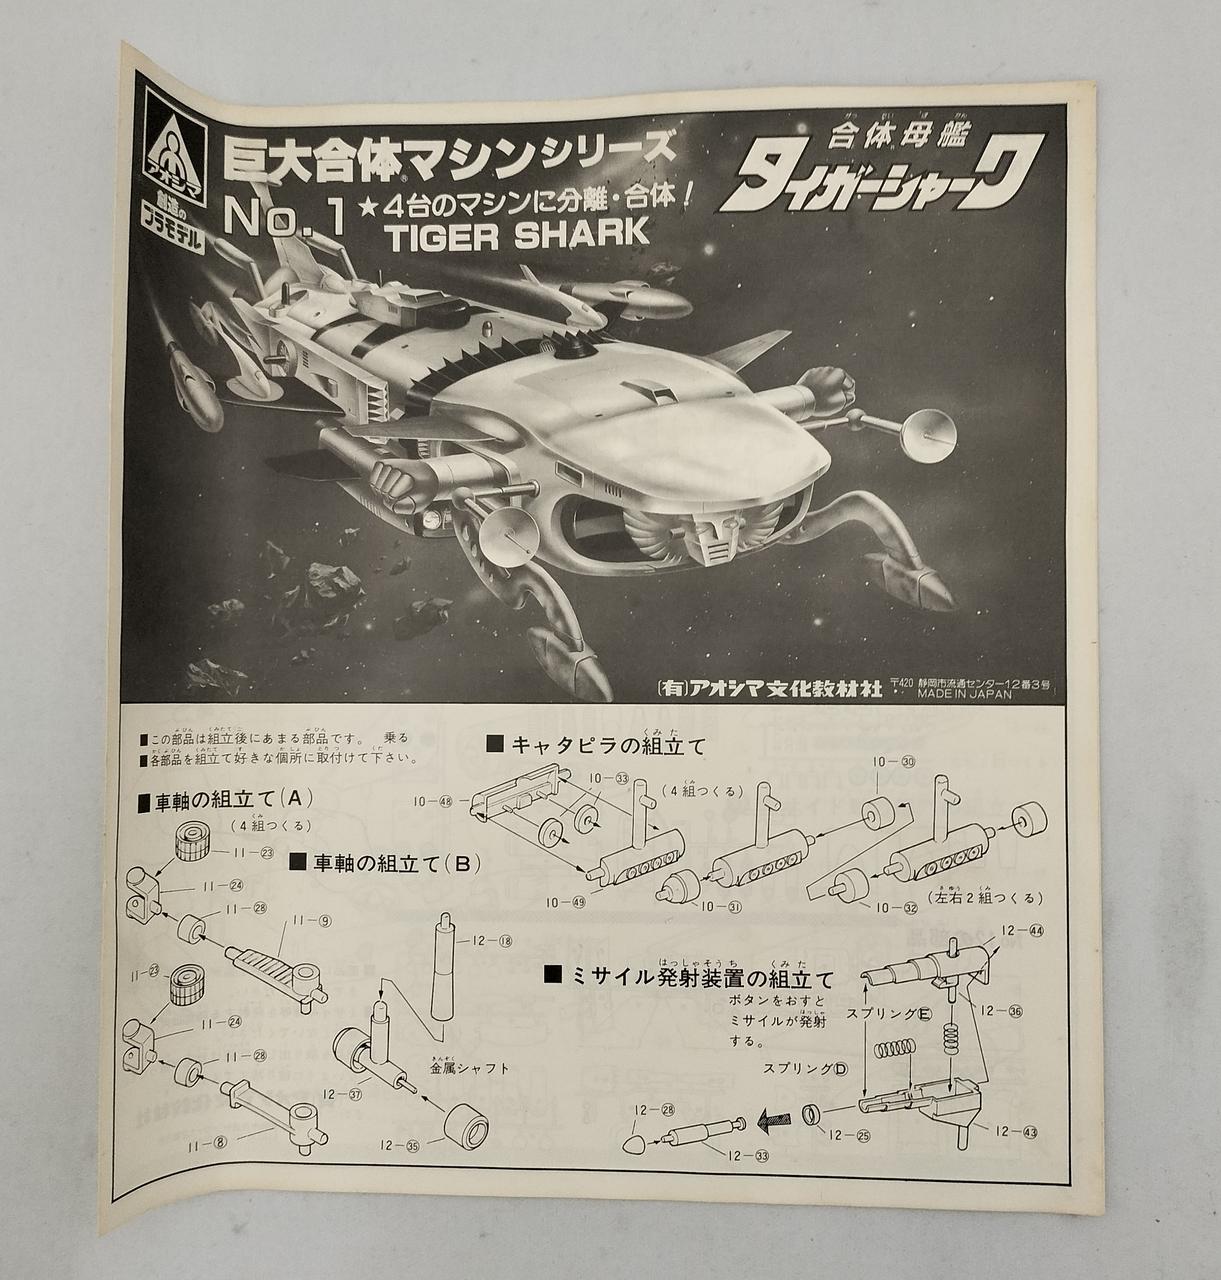 アオシマ
創造の
プラモデル
巨大合体マシンシリーズ
No.1
★4台のマシンに分離・合体!
TIGER SHARK
合体母艦
タイガーシャーク
(有)アオシマ文化教材社
〒420 静岡市流通センター12番3号
MADE IN JAPAN
■この部品は組立後にあまる部品です。 乗る
■各部品を組立て好きな個所に取付けて下さい。
■車軸の組立て(A)
(4組つくる)
11-㉓
11-㉔
11-㉘
11-⑨
■車軸の組立て(B)
11-㉓
11-㉔
11-㉘
11-⑧
12-⑱
金属シャフト
12-㊲
12-㉟
■キャタピラの組立て
10-㊽
10-㉝
(4組つくる)
10-㉚
10-㊾
10-㉛
10-㉜
(左右2組つくる)
■ミサイル発射装置の組立て
ボタンをおすと
ミサイルが発射
する。
12-㊹
スプリングⒺ
12-㊱
スプリングⒹ
12-㉘
12-㉝
12-㉕
12-㊸